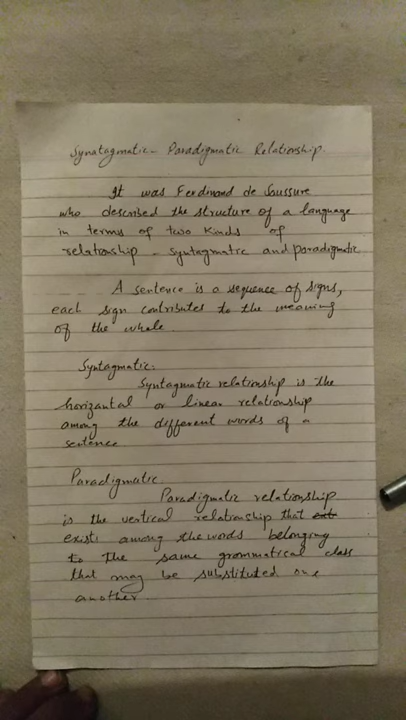 Synatagmatic - Paradigmatic Relationship.
It was Ferdinand de Saussure
who described the structure of a language
in terms of two kinds of
relationship - syntagmatic and paradigmatic
A sentence is a sequence of signs,
each sign contributes to the meaning
of the whole.
Syntagmatic:
Syntagmatic relationship is the
horizantal or linear relationship
among the different words of a
sentence
Paradigmatic.
Paradigmatic relationship
is the vertical relationship that
exists among the words belonging
to the same grammatical class
that may be substituted one
another.